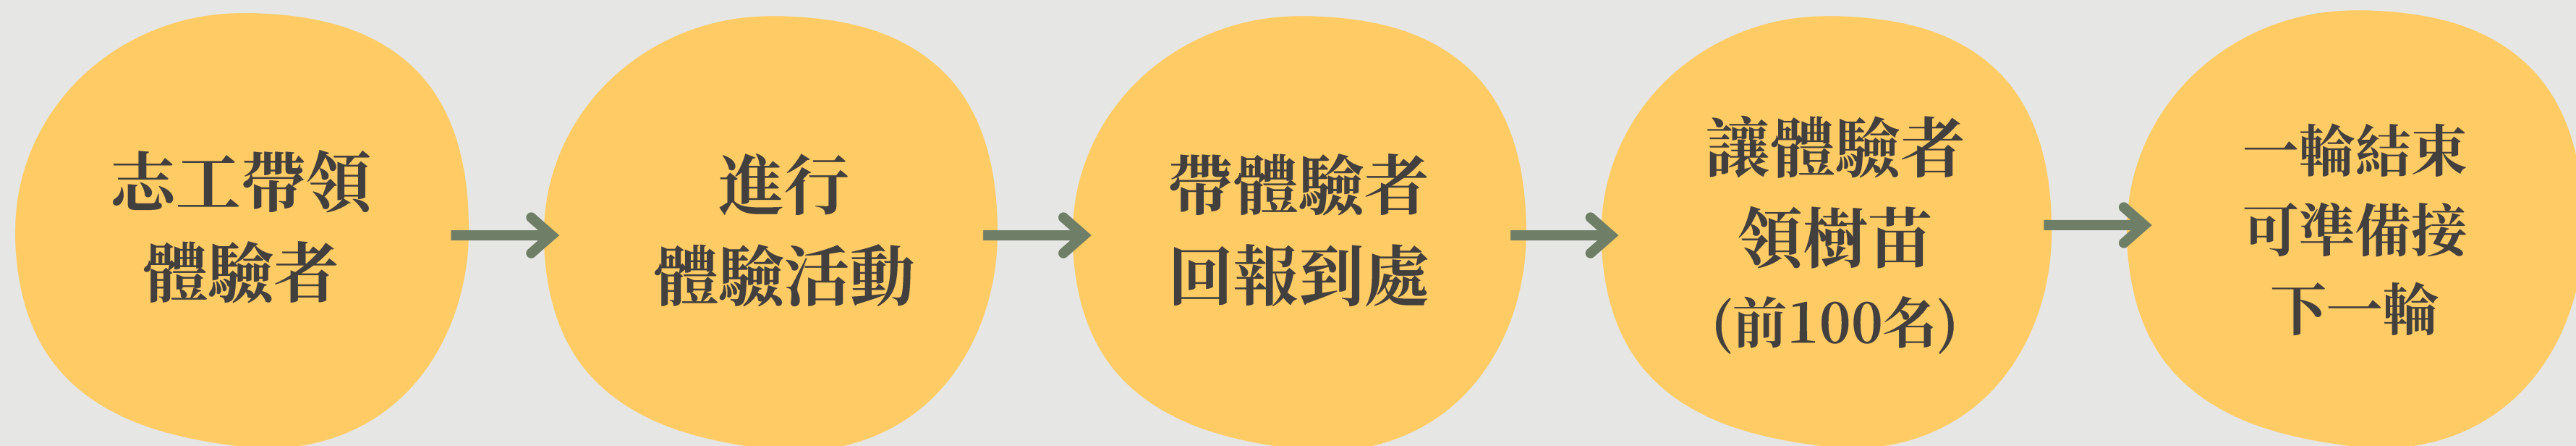 志工帶領
體驗者
進行
體驗活動
帶體驗者
回報到處
讓體驗者
領樹苗
(前100名)
一輪結束
可準備接
下一輪